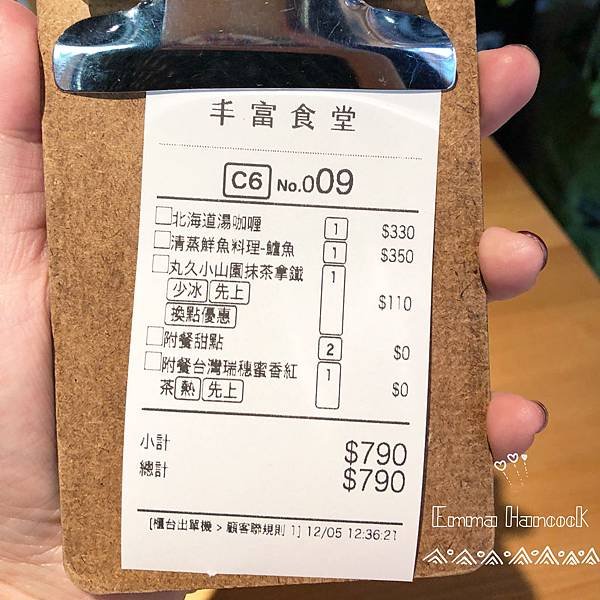 丰富食堂
C6 No.009
北海道湯咖喱 1 $330
清蒸鮮魚料理-鱸魚 1 $350
丸久小山園抹茶拿鐵 1 $110
少冰 先上
換點優惠
附餐甜點 2 $0
附餐台灣瑞穗蜜香紅 1 $0
茶 熱 先上
小計 $790
總計 $790
[櫃台出單機 > 顧客聯規則 1] 12/05 12:36:21
Emma Hancock